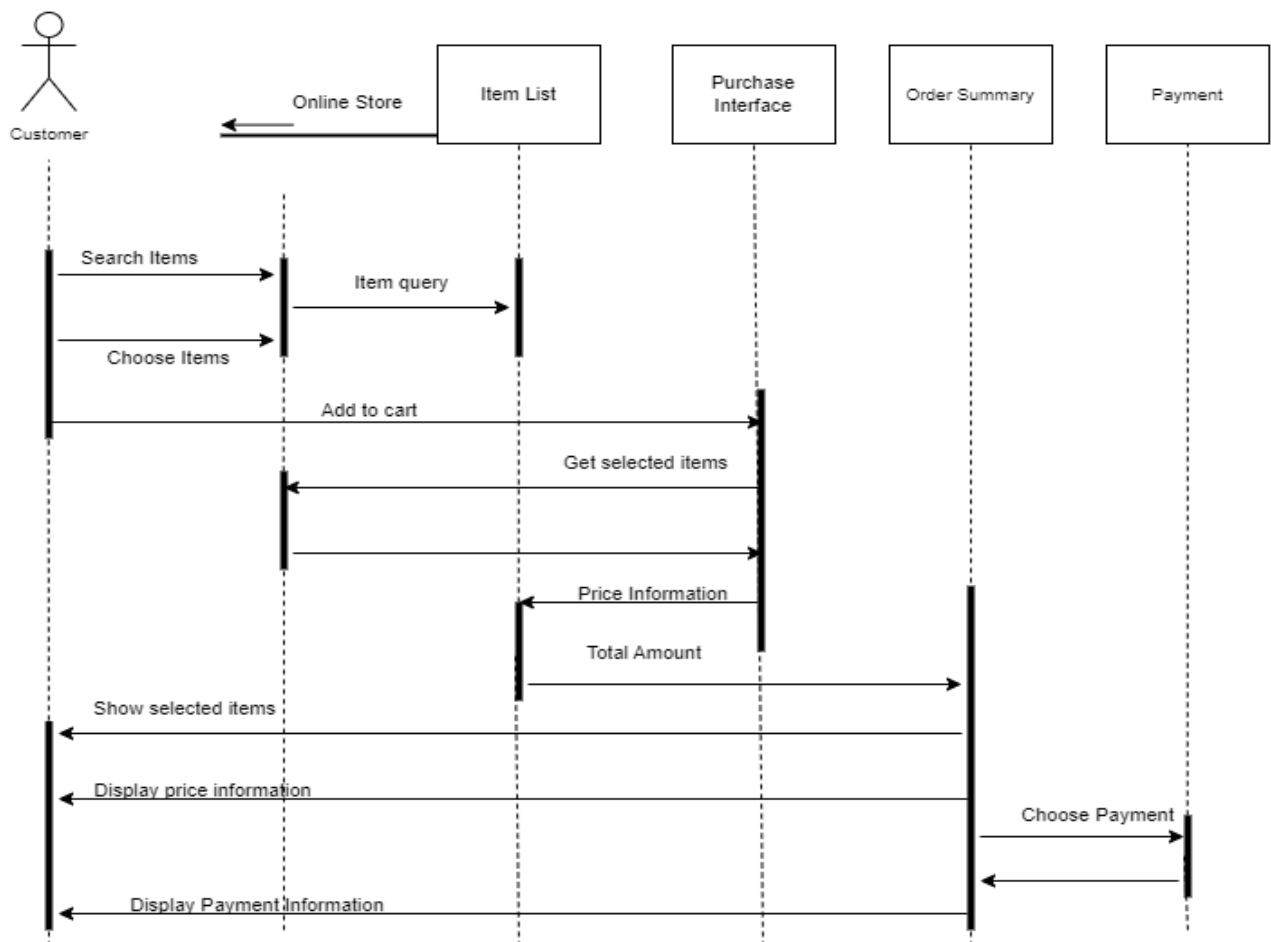 Customer
Online Store
Item List
Purchase
Interface
Order Summary
Payment
Search Items
Item query
Choose Items
Add to cart
Get selected items
Price Information
Total Amount
Show selected items
Display price information
Choose Payment
Display Payment Information